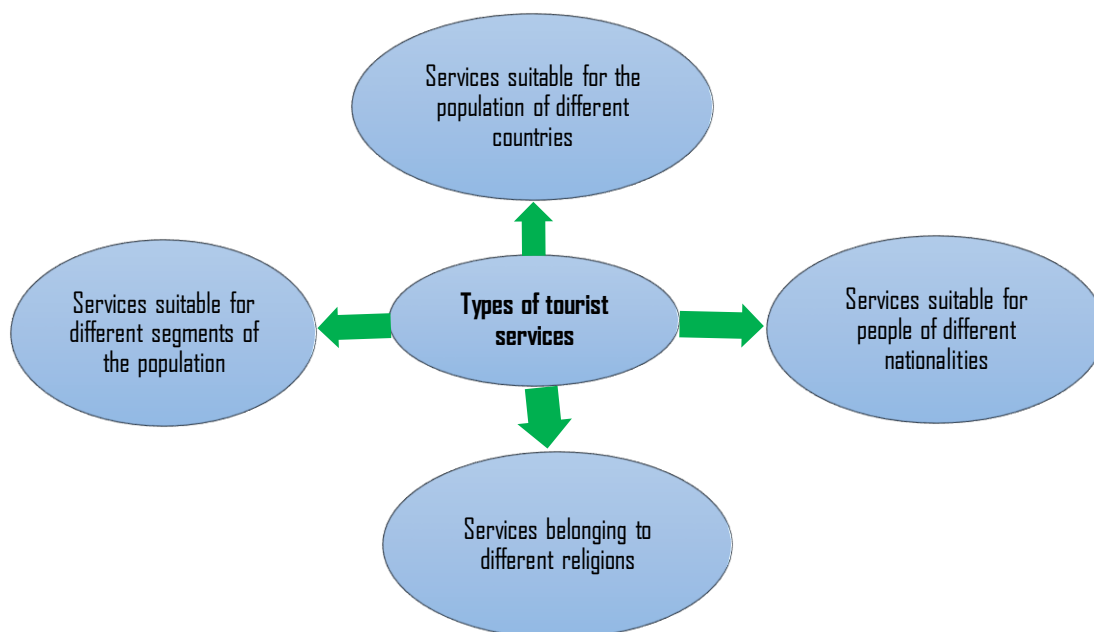 Services suitable for the
population of different
countries
Services suitable for
different segments of
the population
Types of tourist
services
Services suitable for
people of different
nationalities
Services belonging to
different religions